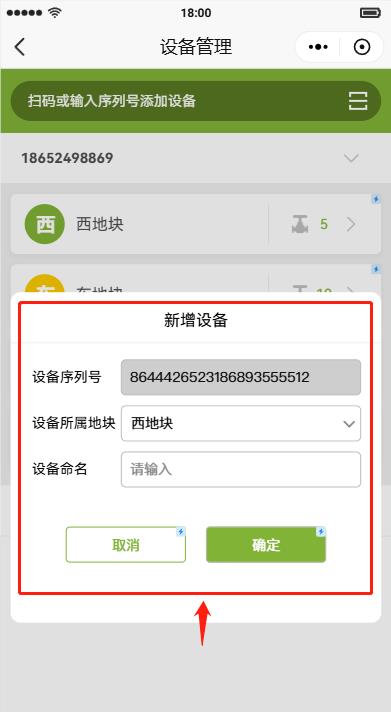 18:00
设备管理
扫码或输入序列号添加设备
18652498869
西 西地块 5
东 东地块 10
新增设备
设备序列号 8644426523186893555512
设备所属地块 西地块
设备命名 请输入
取消 确定